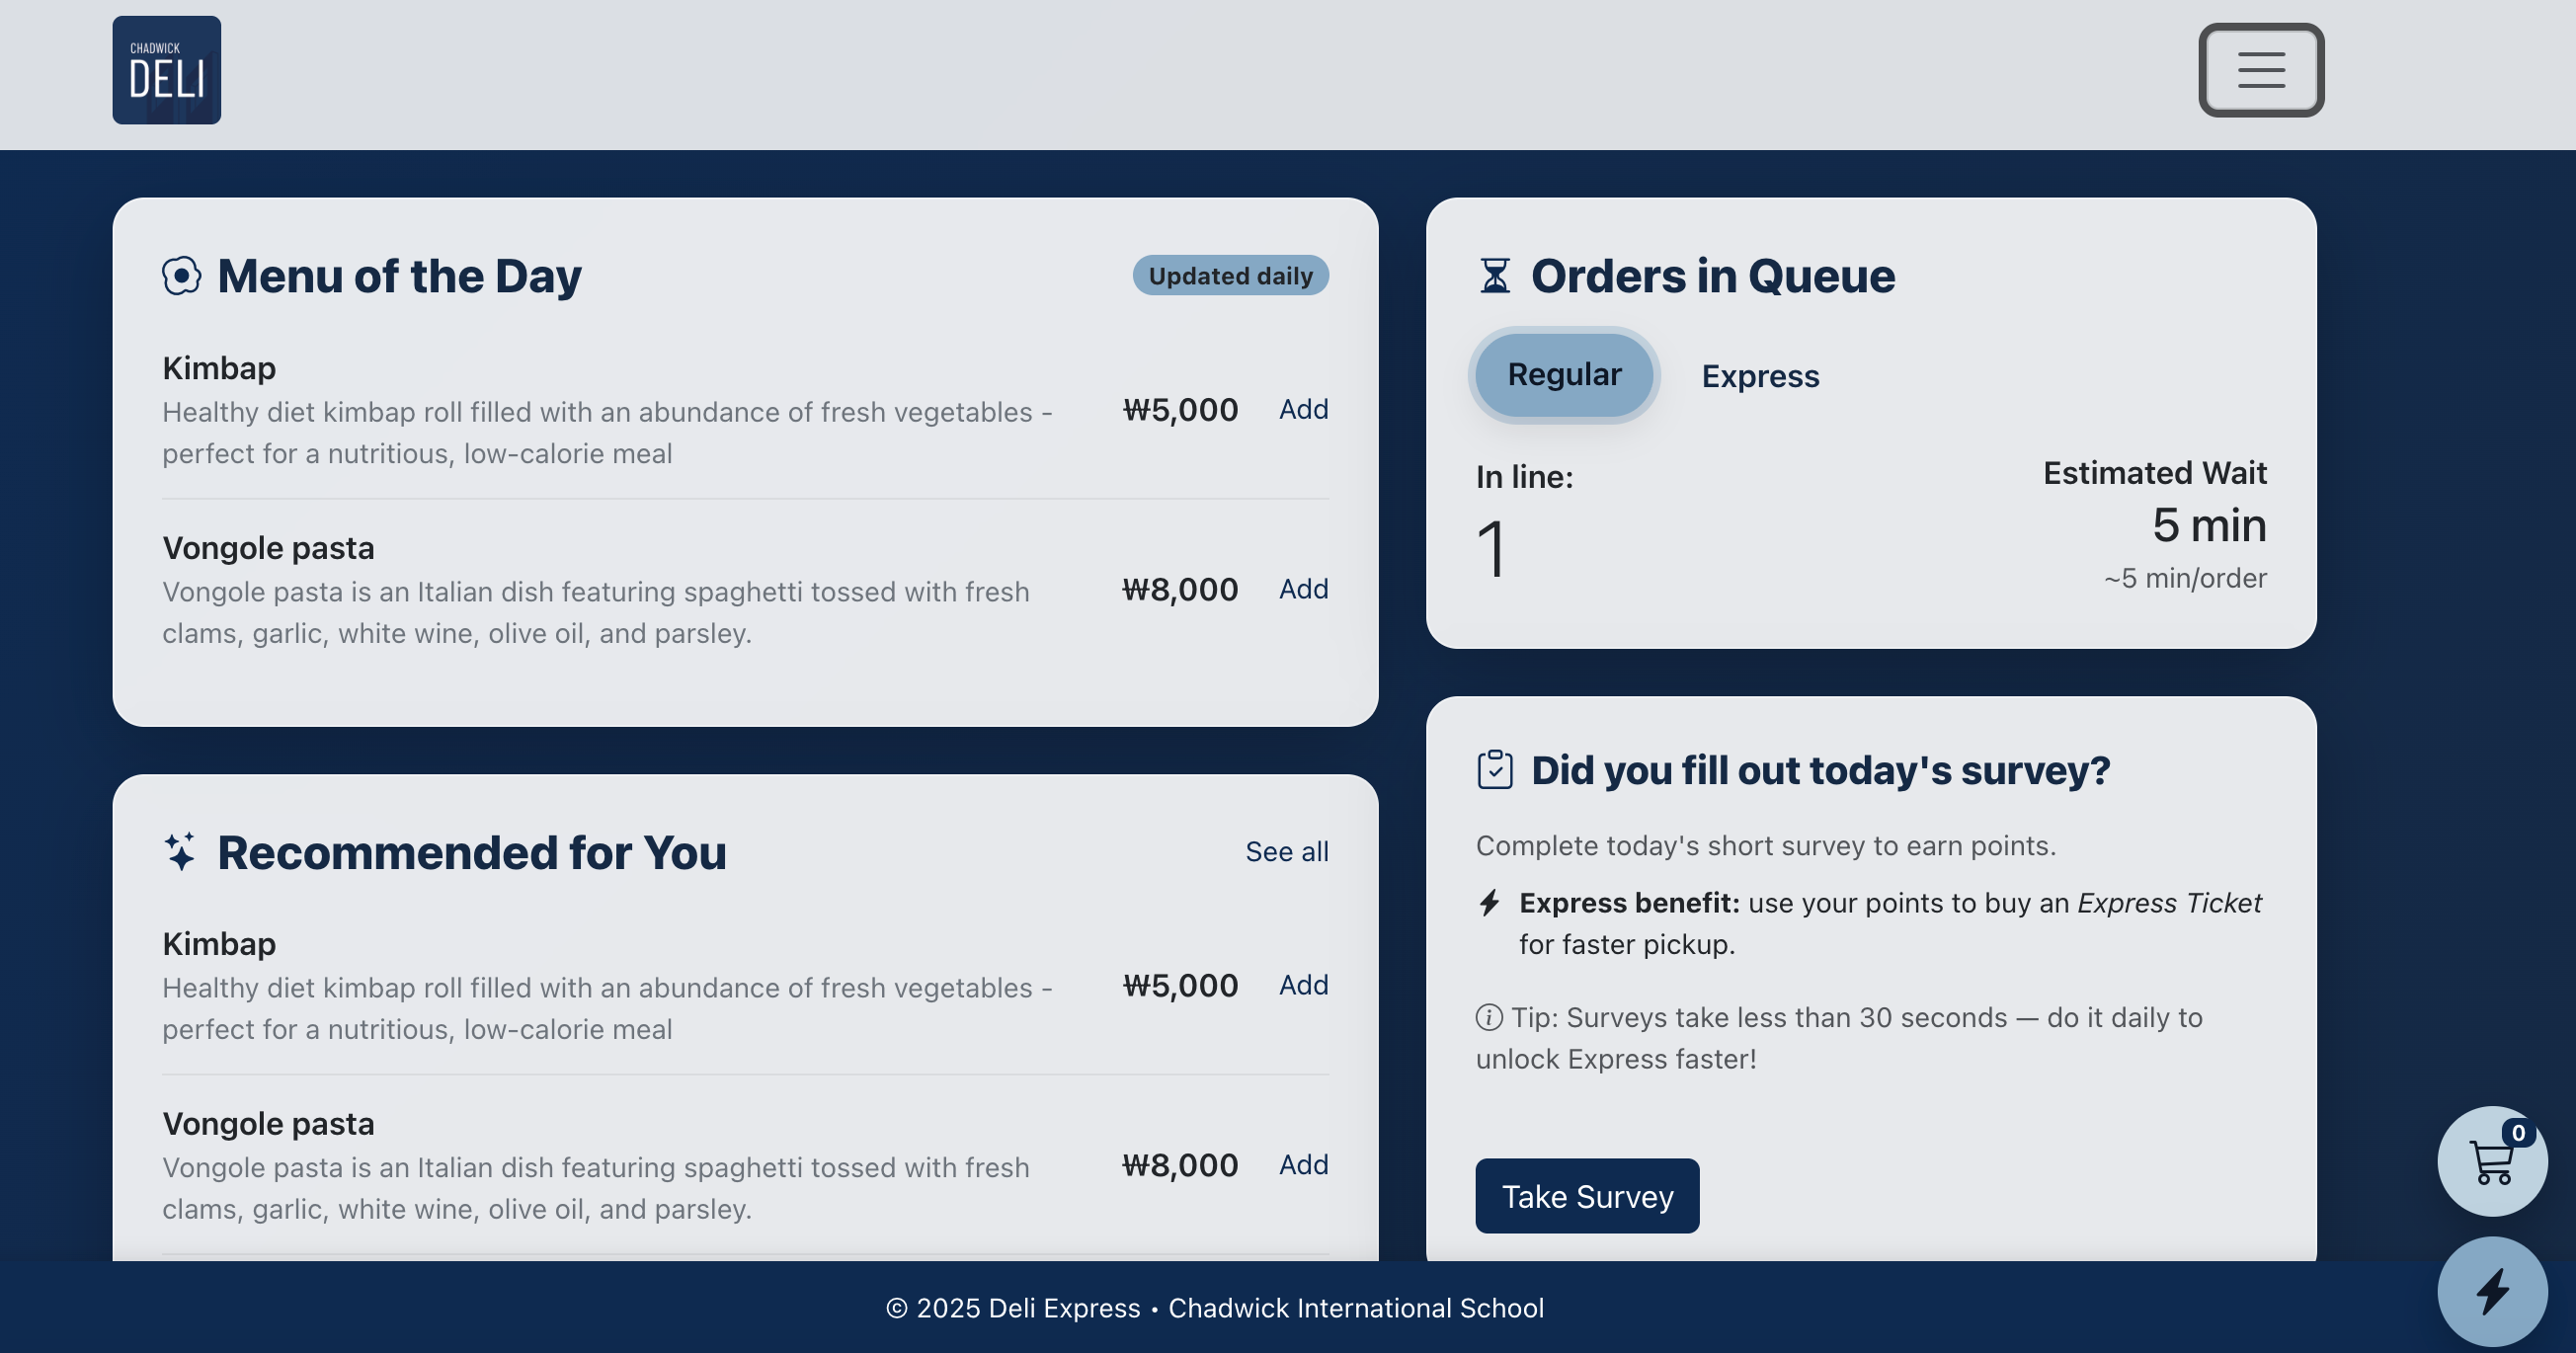 CHADWICK
DELI
Menu of the Day
Updated daily
Kimbap
Healthy diet kimbap roll filled with an abundance of fresh vegetables -
perfect for a nutritious, low-calorie meal
₩5,000
Add
Vongole pasta
Vongole pasta is an Italian dish featuring spaghetti tossed with fresh
clams, garlic, white wine, olive oil, and parsley.
₩8,000
Add
Recommended for You
See all
Kimbap
Healthy diet kimbap roll filled with an abundance of fresh vegetables -
perfect for a nutritious, low-calorie meal
₩5,000
Add
Vongole pasta
Vongole pasta is an Italian dish featuring spaghetti tossed with fresh
clams, garlic, white wine, olive oil, and parsley.
₩8,000
Add
Orders in Queue
Regular
Express
In line:
1
Estimated Wait
5 min
~5 min/order
Did you fill out today's survey?
Complete today's short survey to earn points.
Express benefit: use your points to buy an Express Ticket
for faster pickup.
Tip: Surveys take less than 30 seconds — do it daily to
unlock Express faster!
Take Survey
0
© 2025 Deli Express • Chadwick International School